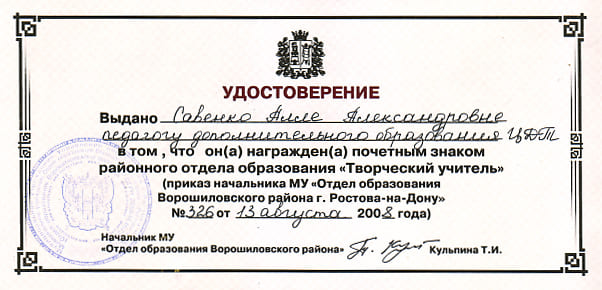 УДОСТОВЕРЕНИЕ
Выдано Савенко Алле Александровне
педагогу дополнительного образования ЦДТ
в том , что он(а) награжден(а) почетным знаком
районного отдела образования «Творческий учитель»
(приказ начальника МУ «Отдел образования
Ворошиловского района г. Ростова-на-Дону»
№326 от 13 августа 2008 года)
Начальник МУ
«Отдел образования Ворошиловского района» Кульпина Т.И.